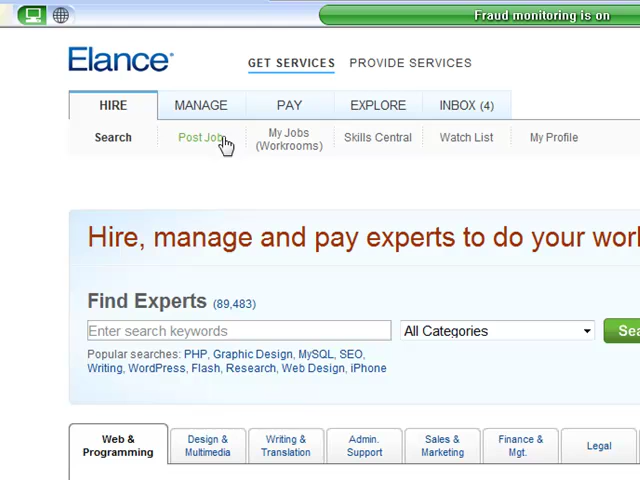 Fraud monitoring is on
Elance
GET SERVICES PROVIDE SERVICES
HIRE MANAGE PAY EXPLORE INBOX (4)
Search Post Job My Jobs (Workrooms) Skills Central Watch List My Profile
Hire, manage and pay experts to do your
Find Experts (89,483)
Enter search keywords All Categories
Popular searches: PHP, Graphic Design, MySQL, SEO,
Writing, WordPress, Flash, Research, Web Design, iPhone
Web & Programming Design & Multimedia Writing & Translation Admin. Support Sales & Marketing Finance & Mgt. Legal